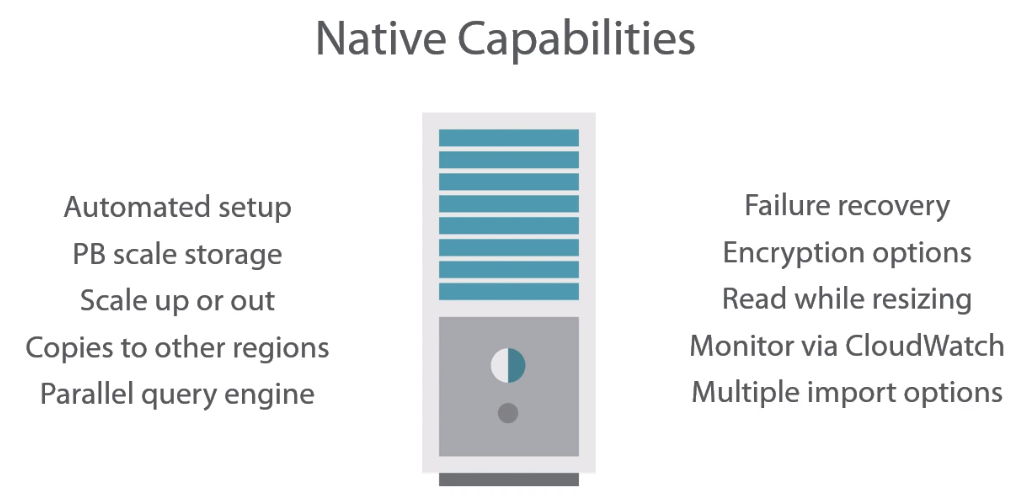 Native Capabilities
Automated setup
PB scale storage
Scale up or out
Copies to other regions
Parallel query engine
Failure recovery
Encryption options
Read while resizing
Monitor via CloudWatch
Multiple import options